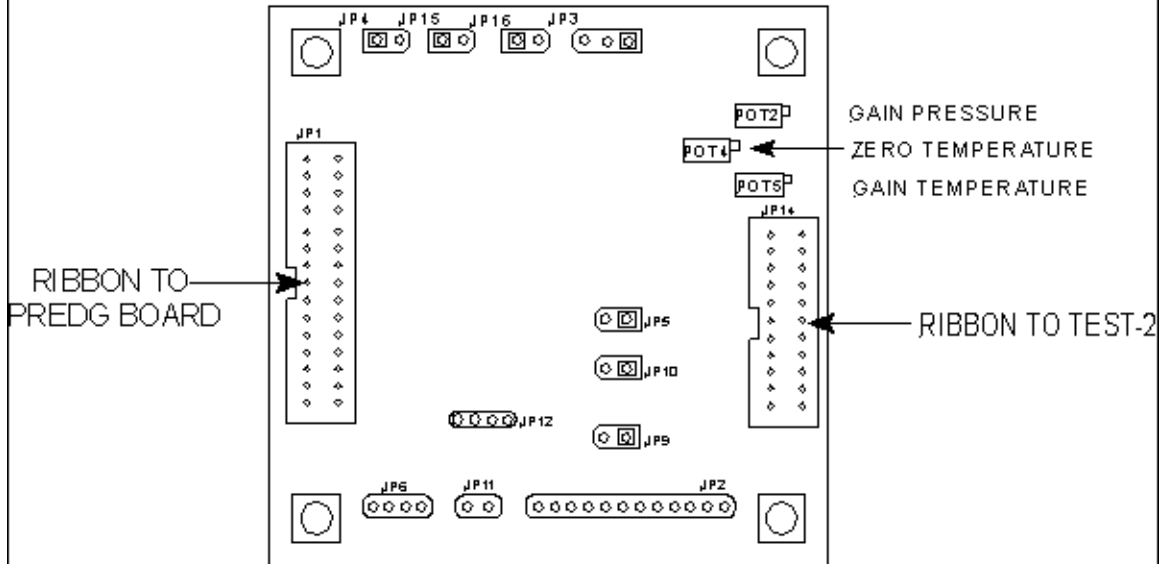 JP4 JP15 JP16 JP3
POT2 GAIN PRESSURE
JP1
POT4 ZERO TEMPERATURE
POT5 GAIN TEMPERATURE
JP14
RIBBON TO
PREDG BOARD
JP5
RIBBON TO TEST-2
JP10
JP12
JP9
JP6 JP11 JP2